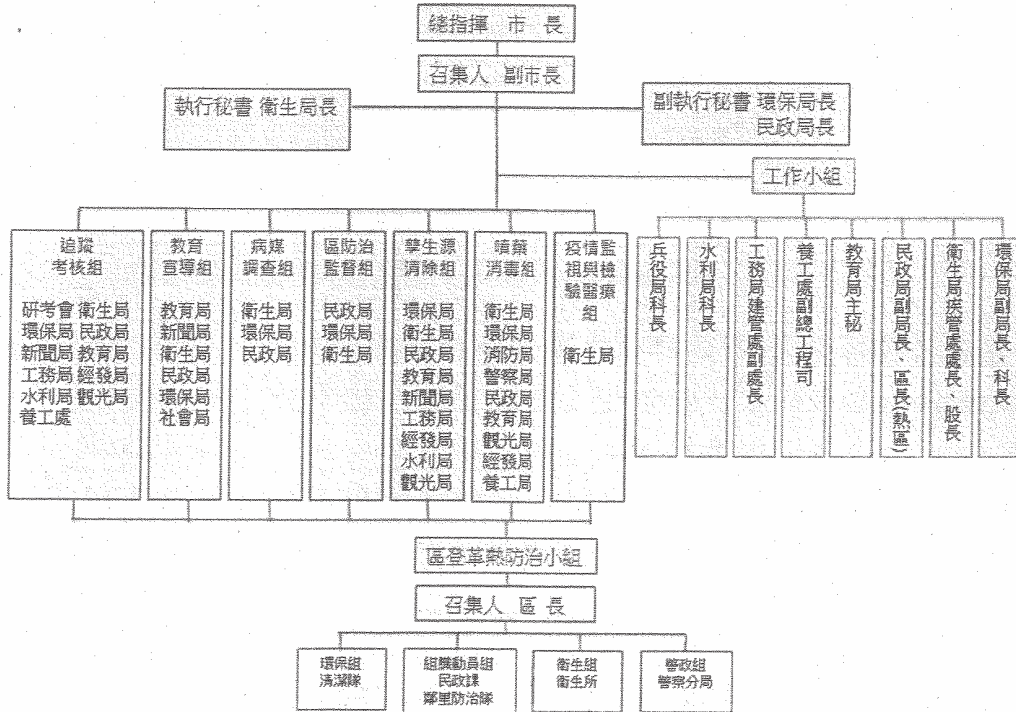 總指揮 市 長
召集人 副市長
執行秘書 衛生局長
副執行秘書 環保局長
民政局長
工作小組
追蹤
考核組
研考會 衛生局
環保局 民政局
新聞局 教育局
工務局 經發局
水利局 觀光局
養工處
教育
宣導組
教育局
新聞局
衛生局
民政局
環保局
社會局
病媒
調查組
衛生局
環保局
民政局
區防治
監督組
民政局
環保局
衛生局
孳生源
消除組
環保局
衛生局
民政局
教育局
新聞局
工務局
經發局
水利局
觀光局
噴藥
消毒組
衛生局
環保局
消防局
警察局
民政局
教育局
觀光局
經發局
養工局
疫情監
視與檢
驗醫療
組
衛生局
兵役局科長
水利局科長
工務局建管處副處長
養工處副總工程司
教育局主秘
民政局副局長、區長(熱區)
衛生局疾管處處長、股長
環保局副局長、科長
區登革熱防治小組
召集人 區 長
環保組
清潔隊
組織動員組
民政課
鄰里防治隊
衛生組
衛生所
警政組
警察分局